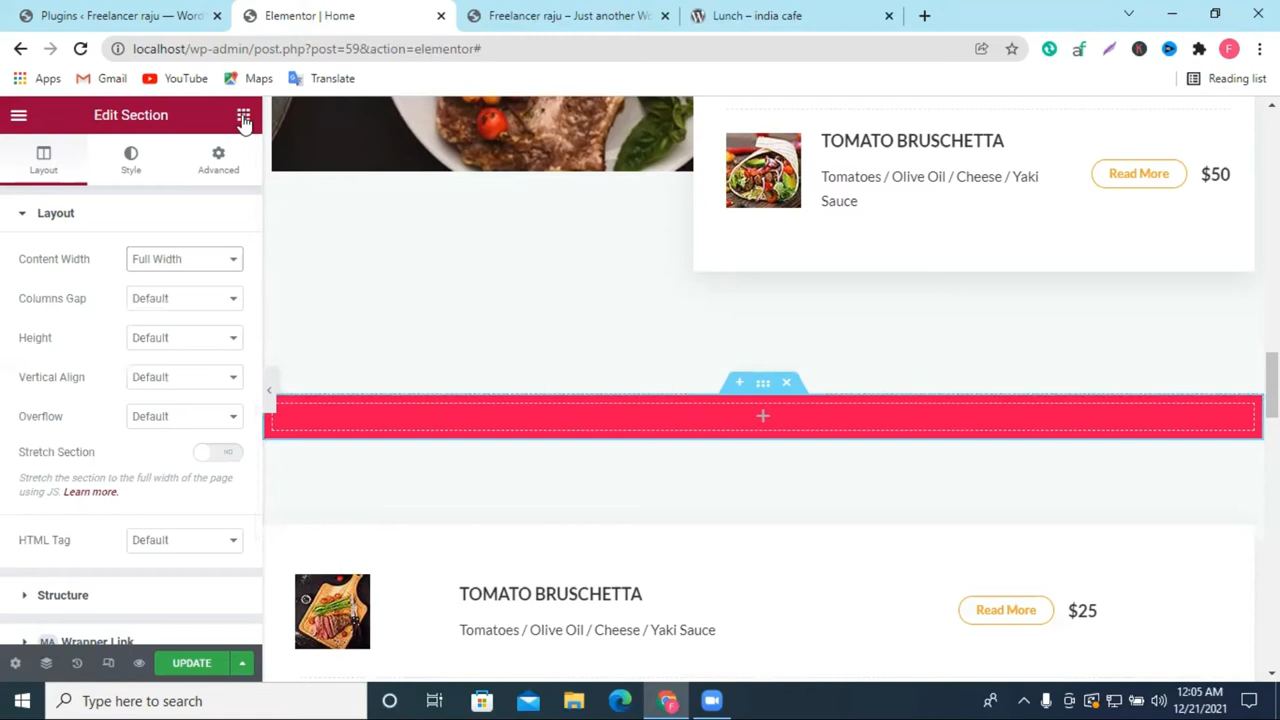 Plugins ‹ Freelancer raju — Wor
Elementor | Home
Freelancer raju – Just another Wo
Lunch – india cafe
localhost/wp-admin/post.php?post=59&action=elementor#
F
Apps
Gmail
YouTube
Maps
Translate
Reading list
Edit Section
Layout
Style
Advanced
Layout
Content Width
Full Width
Columns Gap
Default
Height
Default
Vertical Align
Default
Overflow
Default
Stretch Section
NO
Stretch the section to the full width of the page
using JS. Learn more.
HTML Tag
Default
Structure
MA Wrapper Link
UPDATE
TOMATO BRUSCHETTA
Tomatoes / Olive Oil / Cheese / Yaki
Sauce
Read More
$50
TOMATO BRUSCHETTA
Tomatoes / Olive Oil / Cheese / Yaki Sauce
Read More
$25
Type here to search
12:05 AM
12/21/2021